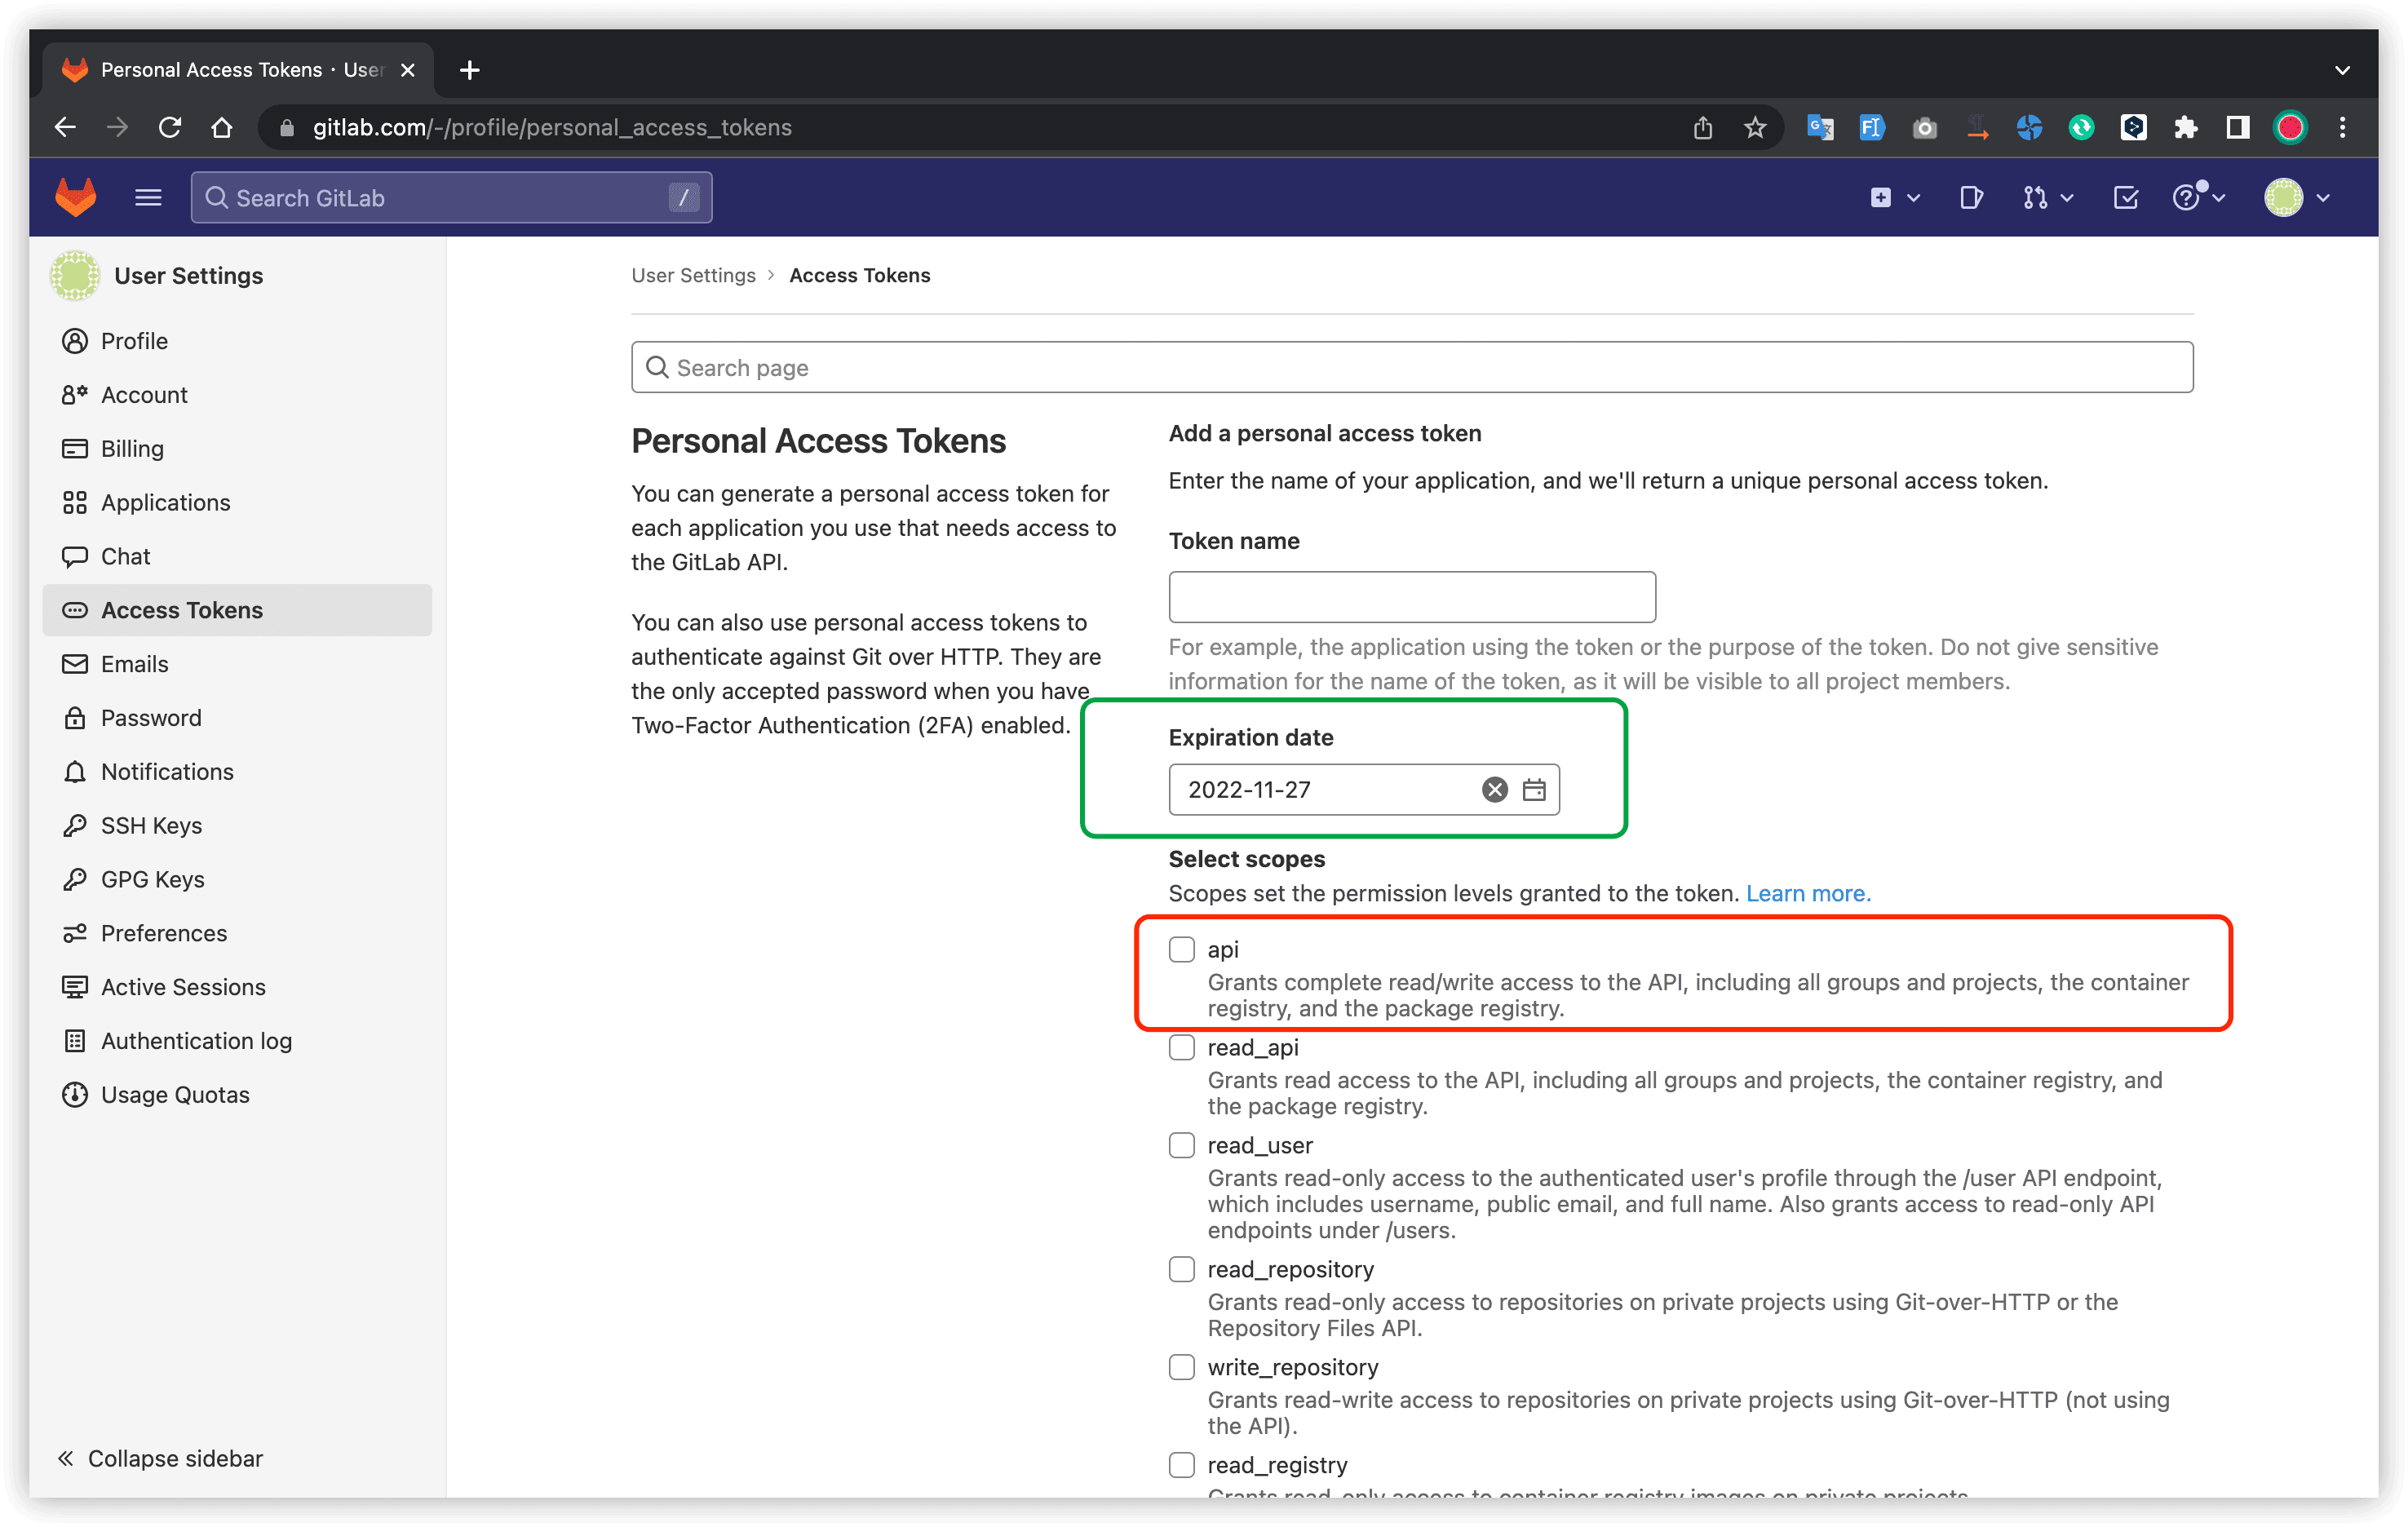 Personal Access Tokens · User
gitlab.com/-/profile/personal_access_tokens
Search GitLab /
User Settings
Profile
Account
Billing
Applications
Chat
Access Tokens
Emails
Password
Notifications
SSH Keys
GPG Keys
Preferences
Active Sessions
Authentication log
Usage Quotas
Collapse sidebar
User Settings › Access Tokens
Search page
Personal Access Tokens
You can generate a personal access token for
each application you use that needs access to
the GitLab API.
You can also use personal access tokens to
authenticate against Git over HTTP. They are
the only accepted password when you have
Two-Factor Authentication (2FA) enabled.
Add a personal access token
Enter the name of your application, and we'll return a unique personal access token.
Token name
For example, the application using the token or the purpose of the token. Do not give sensitive
information for the name of the token, as it will be visible to all project members.
Expiration date
2022-11-27
Select scopes
Scopes set the permission levels granted to the token. Learn more.
api
Grants complete read/write access to the API, including all groups and projects, the container
registry, and the package registry.
read_api
Grants read access to the API, including all groups and projects, the container registry, and
the package registry.
read_user
Grants read-only access to the authenticated user's profile through the /user API endpoint,
which includes username, public email, and full name. Also grants access to read-only API
endpoints under /users.
read_repository
Grants read-only access to repositories on private projects using Git-over-HTTP or the
Repository Files API.
write_repository
Grants read-write access to repositories on private projects using Git-over-HTTP (not using
the API).
read_registry
Grants read-only access to container registry images on private projects.